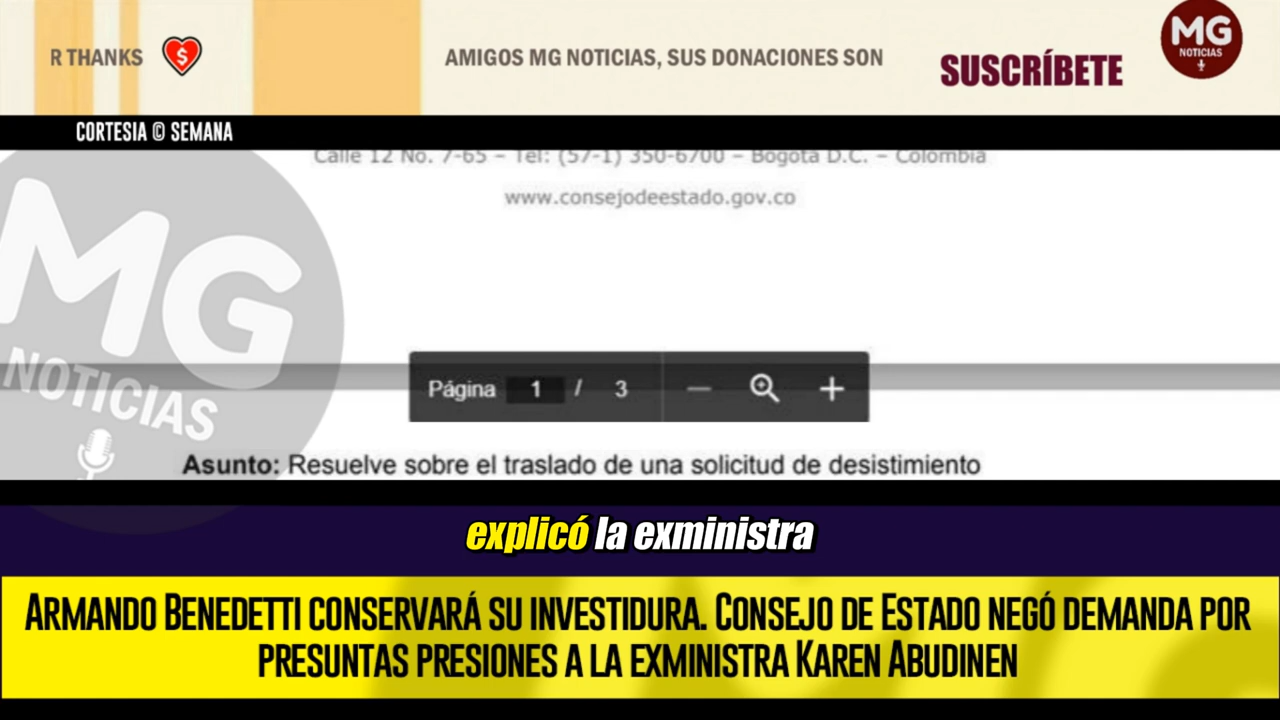 R THANKS
AMIGOS MG NOTICIAS, SUS DONACIONES SON
SUSCRÍBETE
MG
NOTICIAS
CORTESIA © SEMANA
Calle 12 No. 7-65 – Tel: (57-1) 350-6700 – Bogotá D.C. – Colombia
www.consejodeestado.gov.co
MG
NOTICIAS
Página 1 / 3
Asunto: Resuelve sobre el traslado de una solicitud de desistimiento
explicó la exministra
ARMANDO BENEDETTI CONSERVARÁ SU INVESTIDURA. CONSEJO DE ESTADO NEGÓ DEMANDA POR
PRESUNTAS PRESIONES A LA EXMINISTRA KAREN ABUDINEN